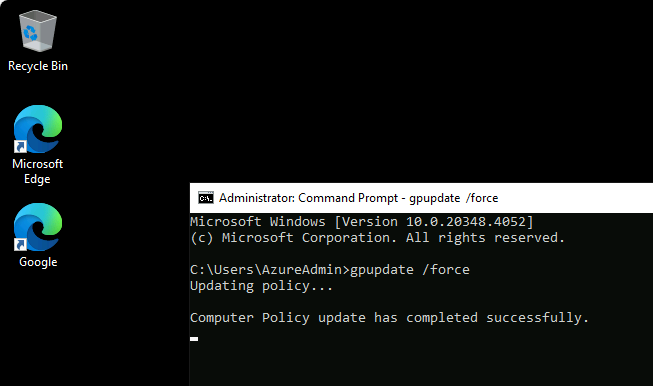 Recycle Bin
Microsoft
Edge
Google
Administrator: Command Prompt - gpupdate  /force
Microsoft Windows [Version 10.0.20348.4052]
(c) Microsoft Corporation. All rights reserved.
C:\Users\AzureAdmin>gpupdate /force
Updating policy...
Computer Policy update has completed successfully.